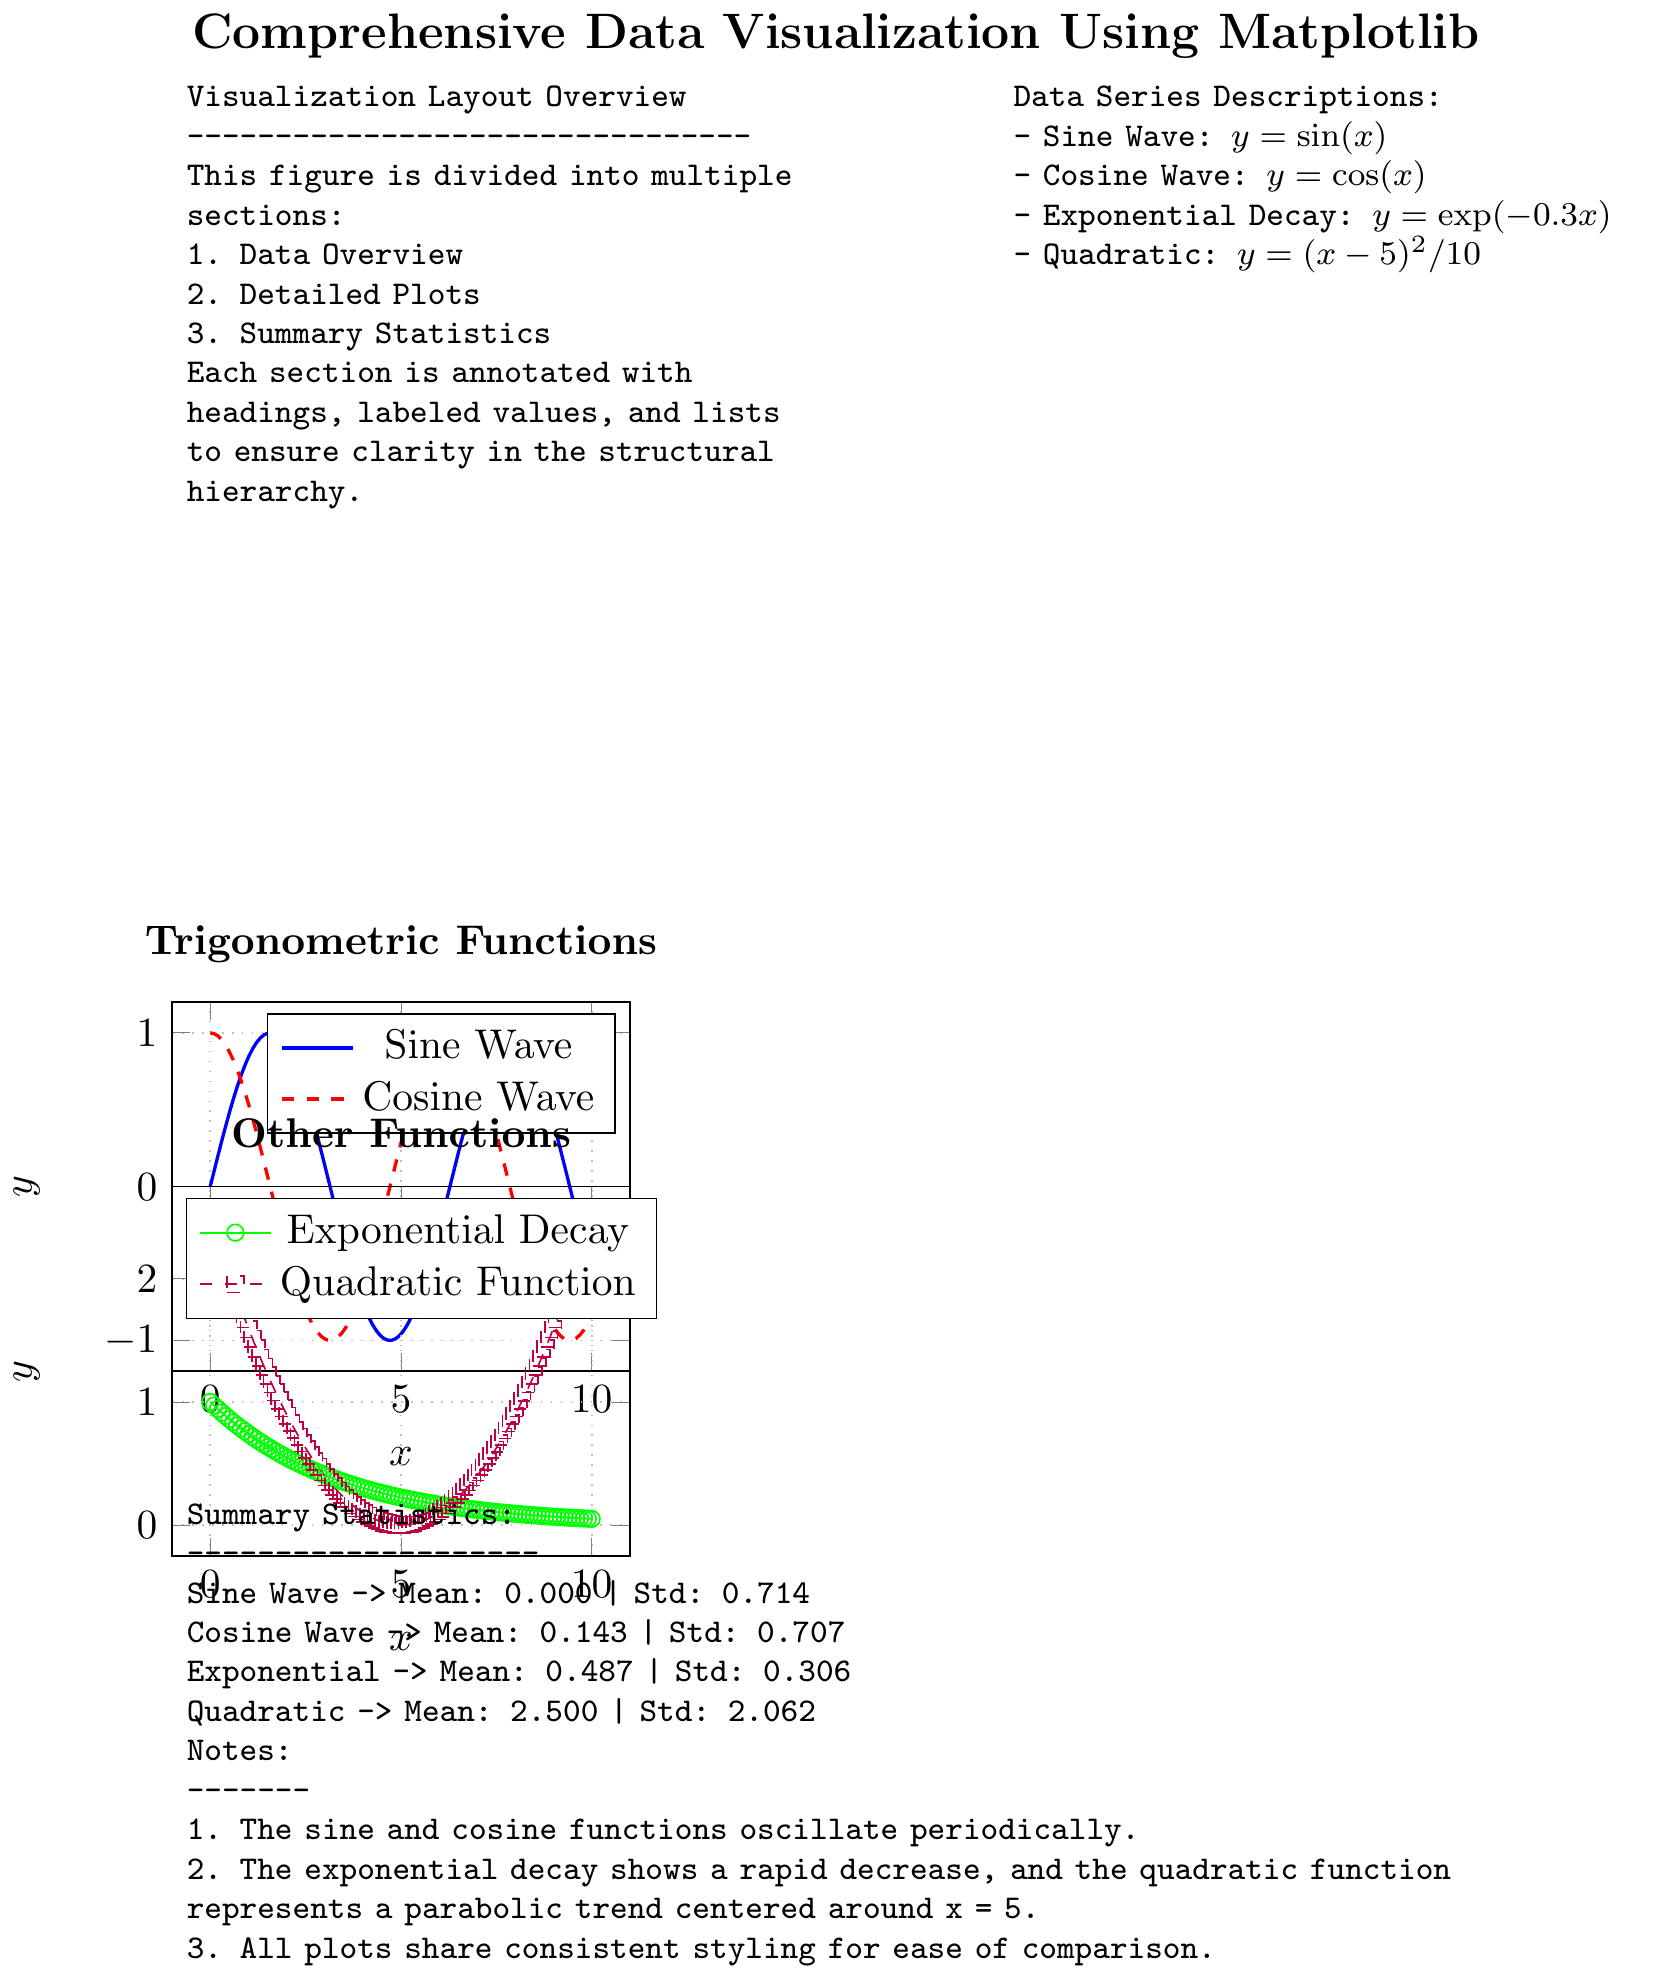 Comprehensive Data Visualization Using Matplotlib
Visualization Layout Overview
--------------------------------
This figure is divided into multiple
sections:
1. Data Overview
2. Detailed Plots
3. Summary Statistics
Each section is annotated with
headings, labeled values, and lists
to ensure clarity in the structural
hierarchy.
Data Series Descriptions:
- Sine Wave: y = sin(x)
- Cosine Wave: y = cos(x)
- Exponential Decay: y = exp(−0.3x)
- Quadratic: y = (x − 5)²/10
Trigonometric Functions
1
0
−1
y
Sine Wave
Cosine Wave
0 5 10
x
Other Functions
2
1
0
y
Exponential Decay
Quadratic Function
0 5 10
x
Summary Statistics:
--------------------
Sine Wave -> Mean: 0.000 | Std: 0.714
Cosine Wave -> Mean: 0.143 | Std: 0.707
Exponential -> Mean: 0.487 | Std: 0.306
Quadratic -> Mean: 2.500 | Std: 2.062
Notes:
-------
1. The sine and cosine functions oscillate periodically.
2. The exponential decay shows a rapid decrease, and the quadratic function
represents a parabolic trend centered around x = 5.
3. All plots share consistent styling for ease of comparison.